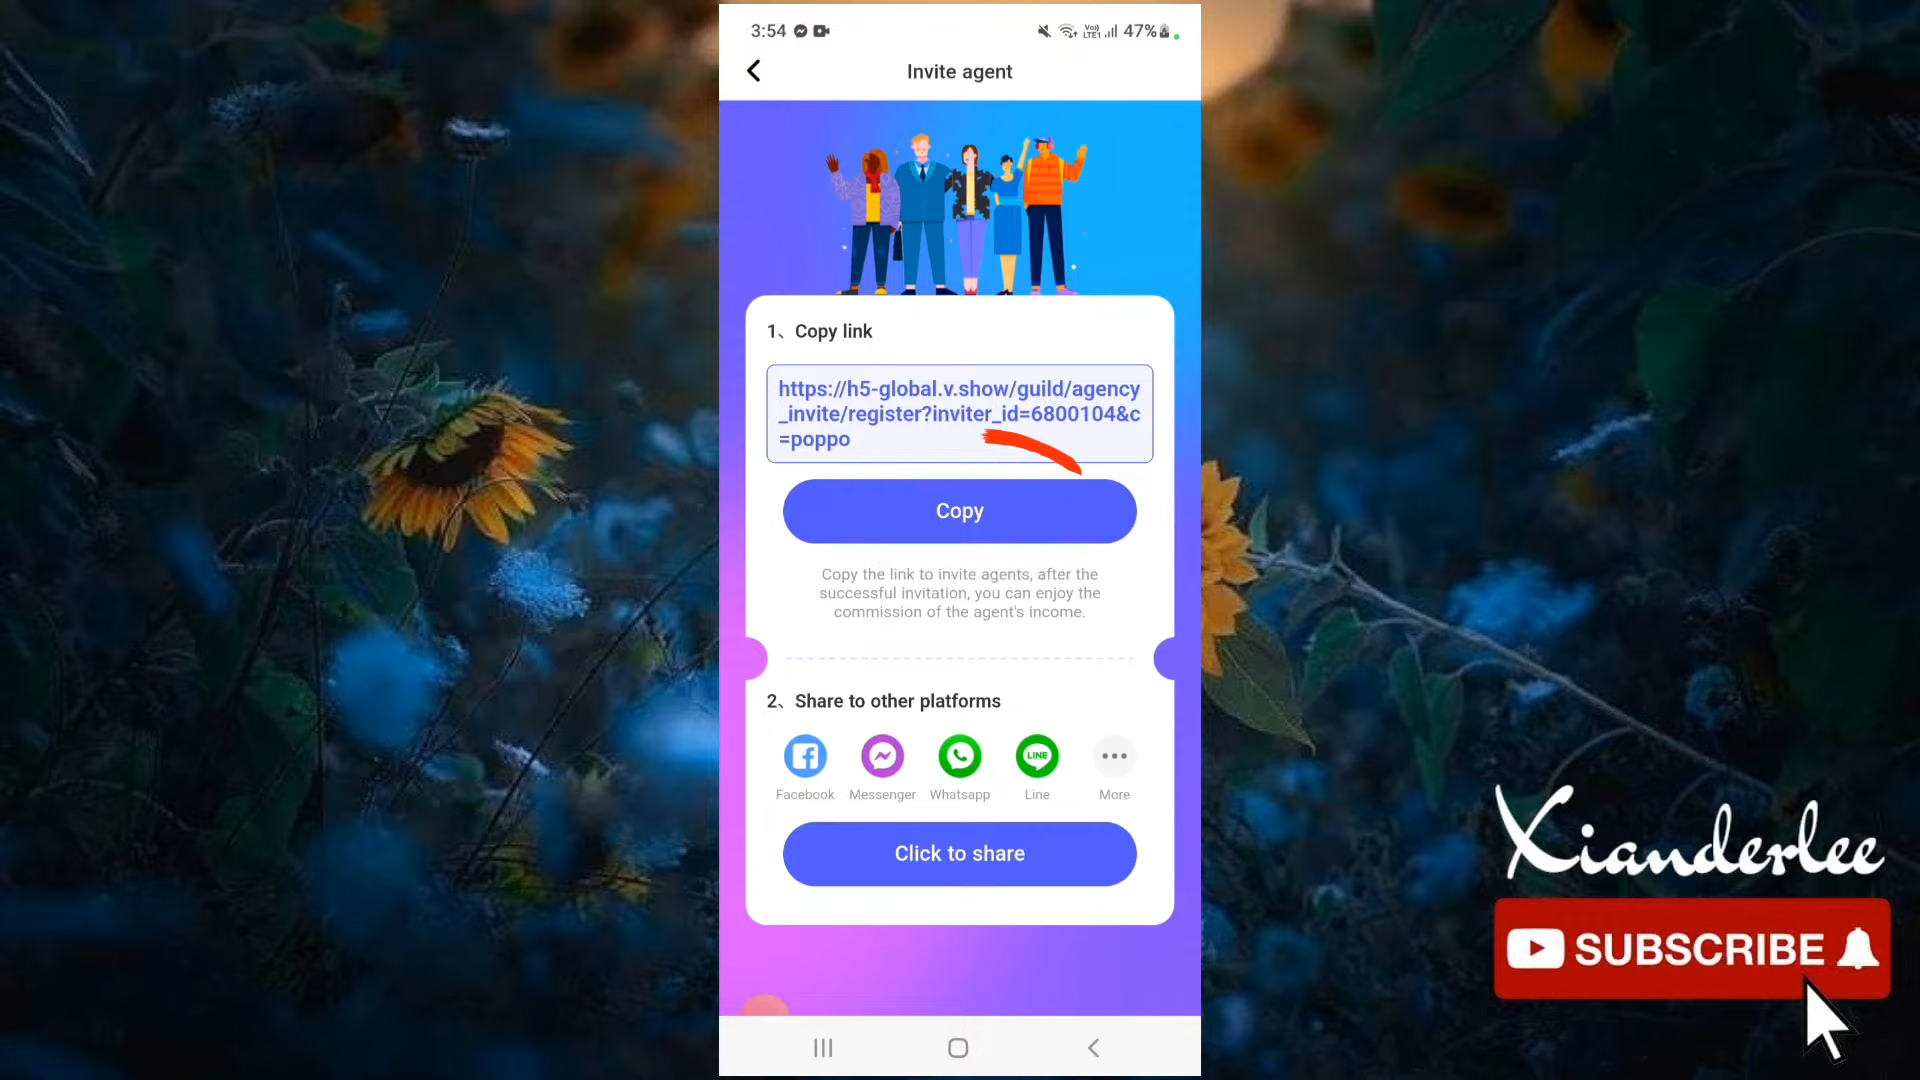 3:54
Vo)) LTE1 47%
Invite agent
1、Copy link
https://h5-global.v.show/guild/agency
_invite/register?inviter_id=6800104&c
=poppo
Copy
Copy the link to invite agents, after the
successful invitation, you can enjoy the
commission of the agent's income.
2、Share to other platforms
LINE
Facebook Messenger Whatsapp Line More
Click to share
Xianderlee
SUBSCRIBE